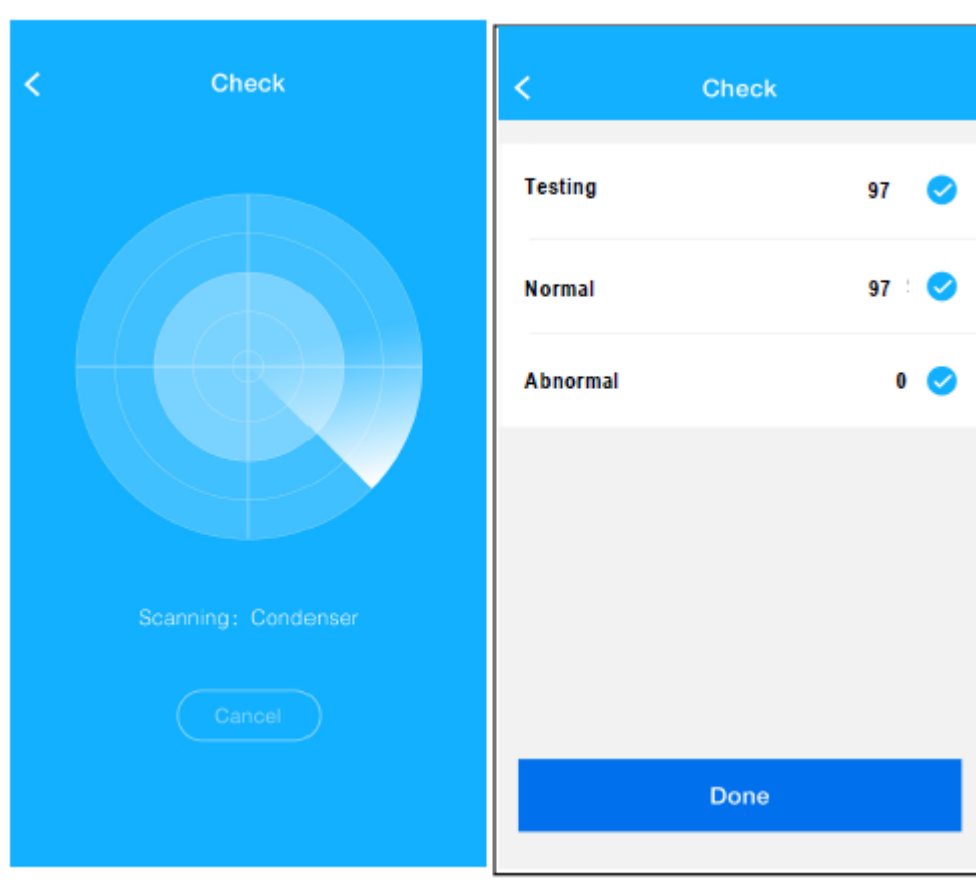 Check
Scanning: Condenser
Cancel
Check
Testing 97
Normal 97
Abnormal 0
Done